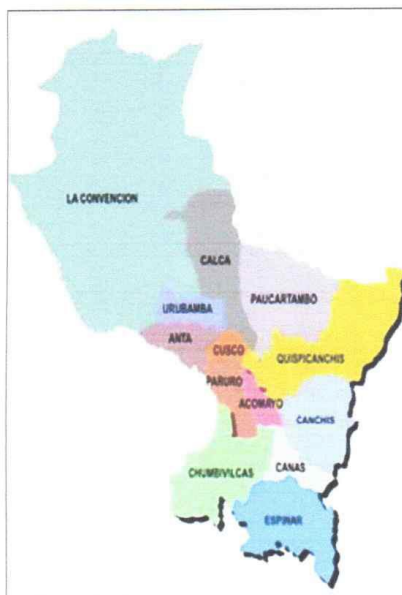 LA CONVENCION
CALCA
PAUCARTAMBO
URUBAMBA
ANTA
CUSCO
QUISPICANCHIS
PARURO
ACOMAYO
CANCHIS
CHUMBIVILCAS
CANAS
ESPINAR